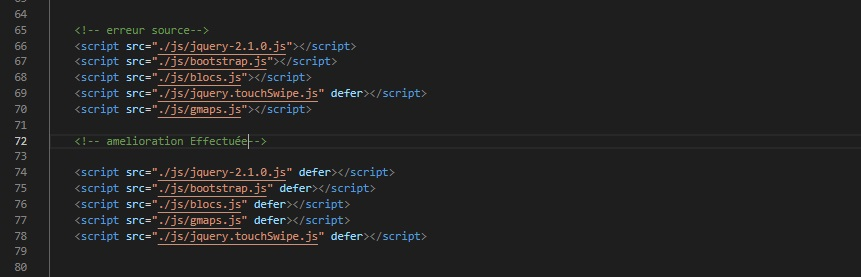 64
65 <!-- erreur source-->
66 <script src="./js/jquery-2.1.0.js"></script>
67 <script src="./js/bootstrap.js"></script>
68 <script src="./js/blocs.js"></script>
69 <script src="./js/jquery.touchSwipe.js" defer></script>
70 <script src="./js/gmaps.js"></script>
71
72 <!-- amelioration Effectuée-->
73
74 <script src="./js/jquery-2.1.0.js" defer></script>
75 <script src="./js/bootstrap.js" defer></script>
76 <script src="./js/blocs.js" defer></script>
77 <script src="./js/gmaps.js" defer></script>
78 <script src="./js/jquery.touchSwipe.js" defer></script>
79
80